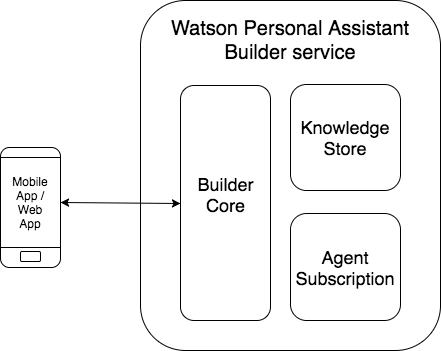 Watson Personal Assistant
Builder service
Knowledge
Store
Mobile
App /
Web
App
Builder
Core
Agent
Subscription